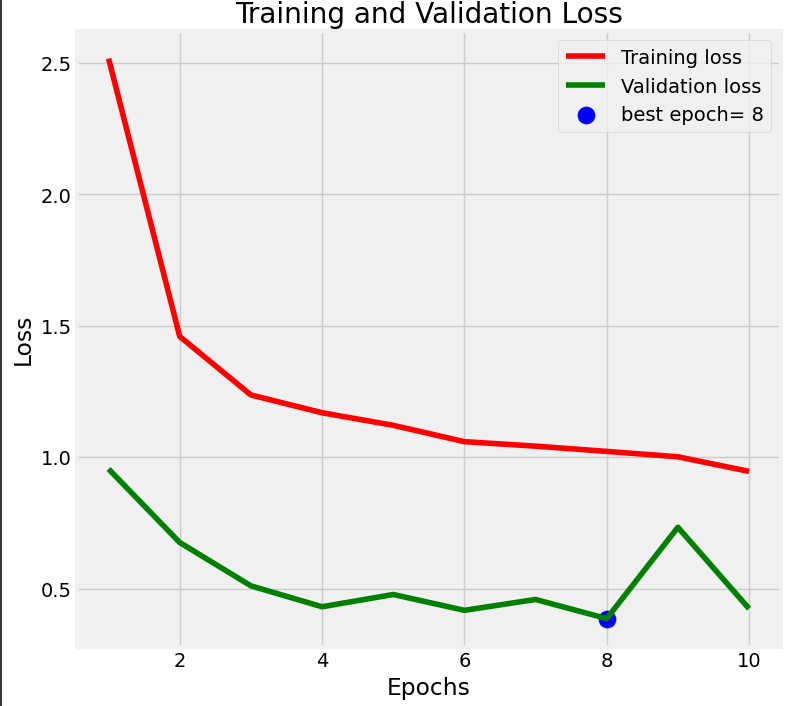 Training and Validation Loss
Training loss
Validation loss
best epoch= 8
2.5
2.0
1.5
1.0
0.5
Loss
2 4 6 8 10
Epochs